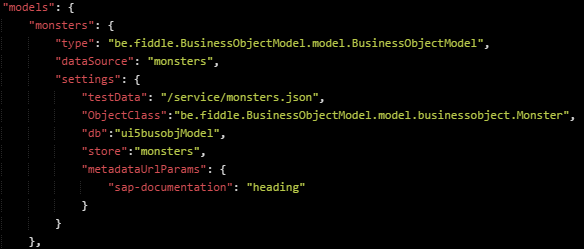 "models": {
"monsters": {
"type": "be.fiddle.BusinessObjectModel.model.BusinessObjectModel",
"dataSource": "monsters",
"settings": {
"testData": "/service/monsters.json",
"ObjectClass":"be.fiddle.BusinessObjectModel.model.businessobject.Monster",
"db":"ui5busobjModel",
"store":"monsters",
"metadataUrlParams": {
"sap-documentation": "heading"
}
}
},